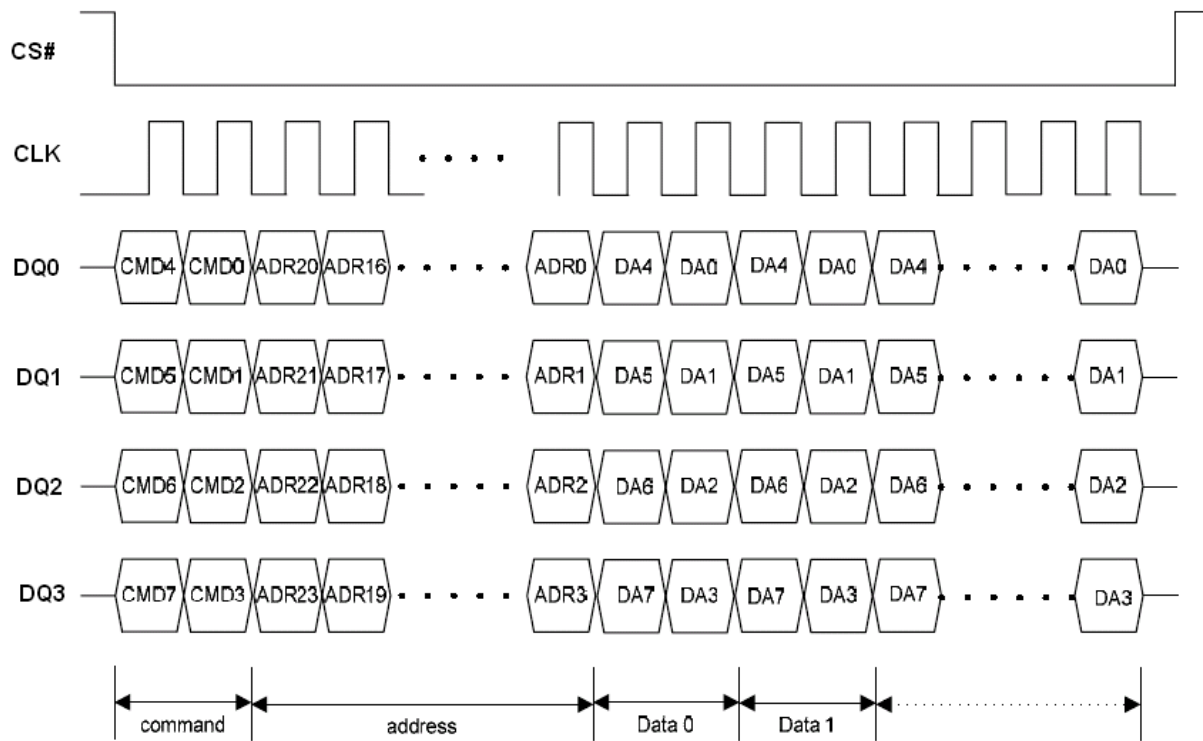 CS#
CLK
DQ0 CMD4 CMD0 ADR20 ADR16 ADR0 DA4 DA0 DA4 DA0 DA4 DA0
DQ1 CMD5 CMD1 ADR21 ADR17 ADR1 DA5 DA1 DA5 DA1 DA5 DA1
DQ2 CMD6 CMD2 ADR22 ADR18 ADR2 DA6 DA2 DA6 DA2 DA6 DA2
DQ3 CMD7 CMD3 ADR23 ADR19 ADR3 DA7 DA3 DA7 DA3 DA7 DA3
command address Data 0 Data 1